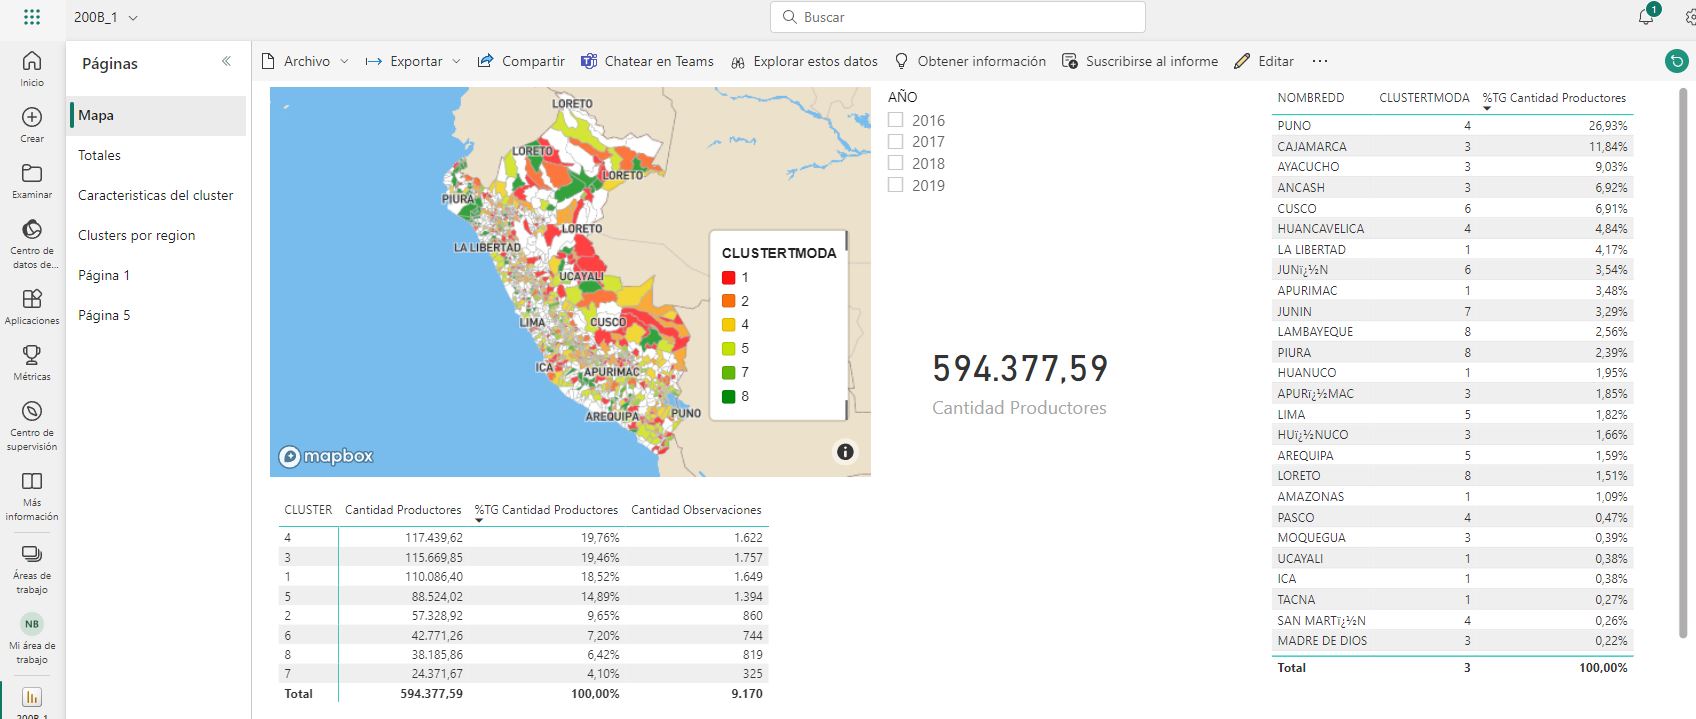 200B_1
Buscar
1
Inicio
Crear
Examinar
Centro de
datos de...
Aplicaciones
Métricas
Centro de
supervisión
Más
información
Áreas de
trabajo
NB
Mi área de
trabajo
200B_1
Páginas
Mapa
Totales
Caracteristicas del cluster
Clusters por region
Página 1
Página 5
Archivo
Exportar
Compartir
Chatear en Teams
Explorar estos datos
Obtener información
Suscribirse al informe
Editar
LORETO
LORETO
LORETO
PIURA
LORETO
LA LIBERTAD
UCAYALI
LIMA
CUSCO
ICA
APURIMAC
AREQUIPA
PUNO
mapbox
CLUSTERTMODA
1
2
4
5
7
8
AÑO
2016
2017
2018
2019
594.377,59
Cantidad Productores
CLUSTER Cantidad Productores %TG Cantidad Productores Cantidad Observaciones
4 117.439,62 19,76% 1.622
3 115.669,85 19,46% 1.757
1 110.086,40 18,52% 1.649
5 88.524,02 14,89% 1.394
2 57.328,92 9,65% 860
6 42.771,26 7,20% 744
8 38.185,86 6,42% 819
7 24.371,67 4,10% 325
Total 594.377,59 100,00% 9.170
NOMBREDD CLUSTERTMODA %TG Cantidad Productores
PUNO 4 26,93%
CAJAMARCA 3 11,84%
AYACUCHO 3 9,03%
ANCASH 3 6,92%
CUSCO 6 6,91%
HUANCAVELICA 4 4,84%
LA LIBERTAD 1 4,17%
JUNï¿½N 6 3,54%
APURIMAC 1 3,48%
JUNIN 7 3,29%
LAMBAYEQUE 8 2,56%
PIURA 8 2,39%
HUANUCO 1 1,95%
APURï¿½MAC 3 1,85%
LIMA 5 1,82%
HUï¿½NUCO 3 1,66%
AREQUIPA 5 1,59%
LORETO 8 1,51%
AMAZONAS 1 1,09%
PASCO 4 0,47%
MOQUEGUA 3 0,39%
UCAYALI 1 0,38%
ICA 1 0,38%
TACNA 1 0,27%
SAN MARTï¿½N 4 0,26%
MADRE DE DIOS 3 0,22%
Total 3 100,00%